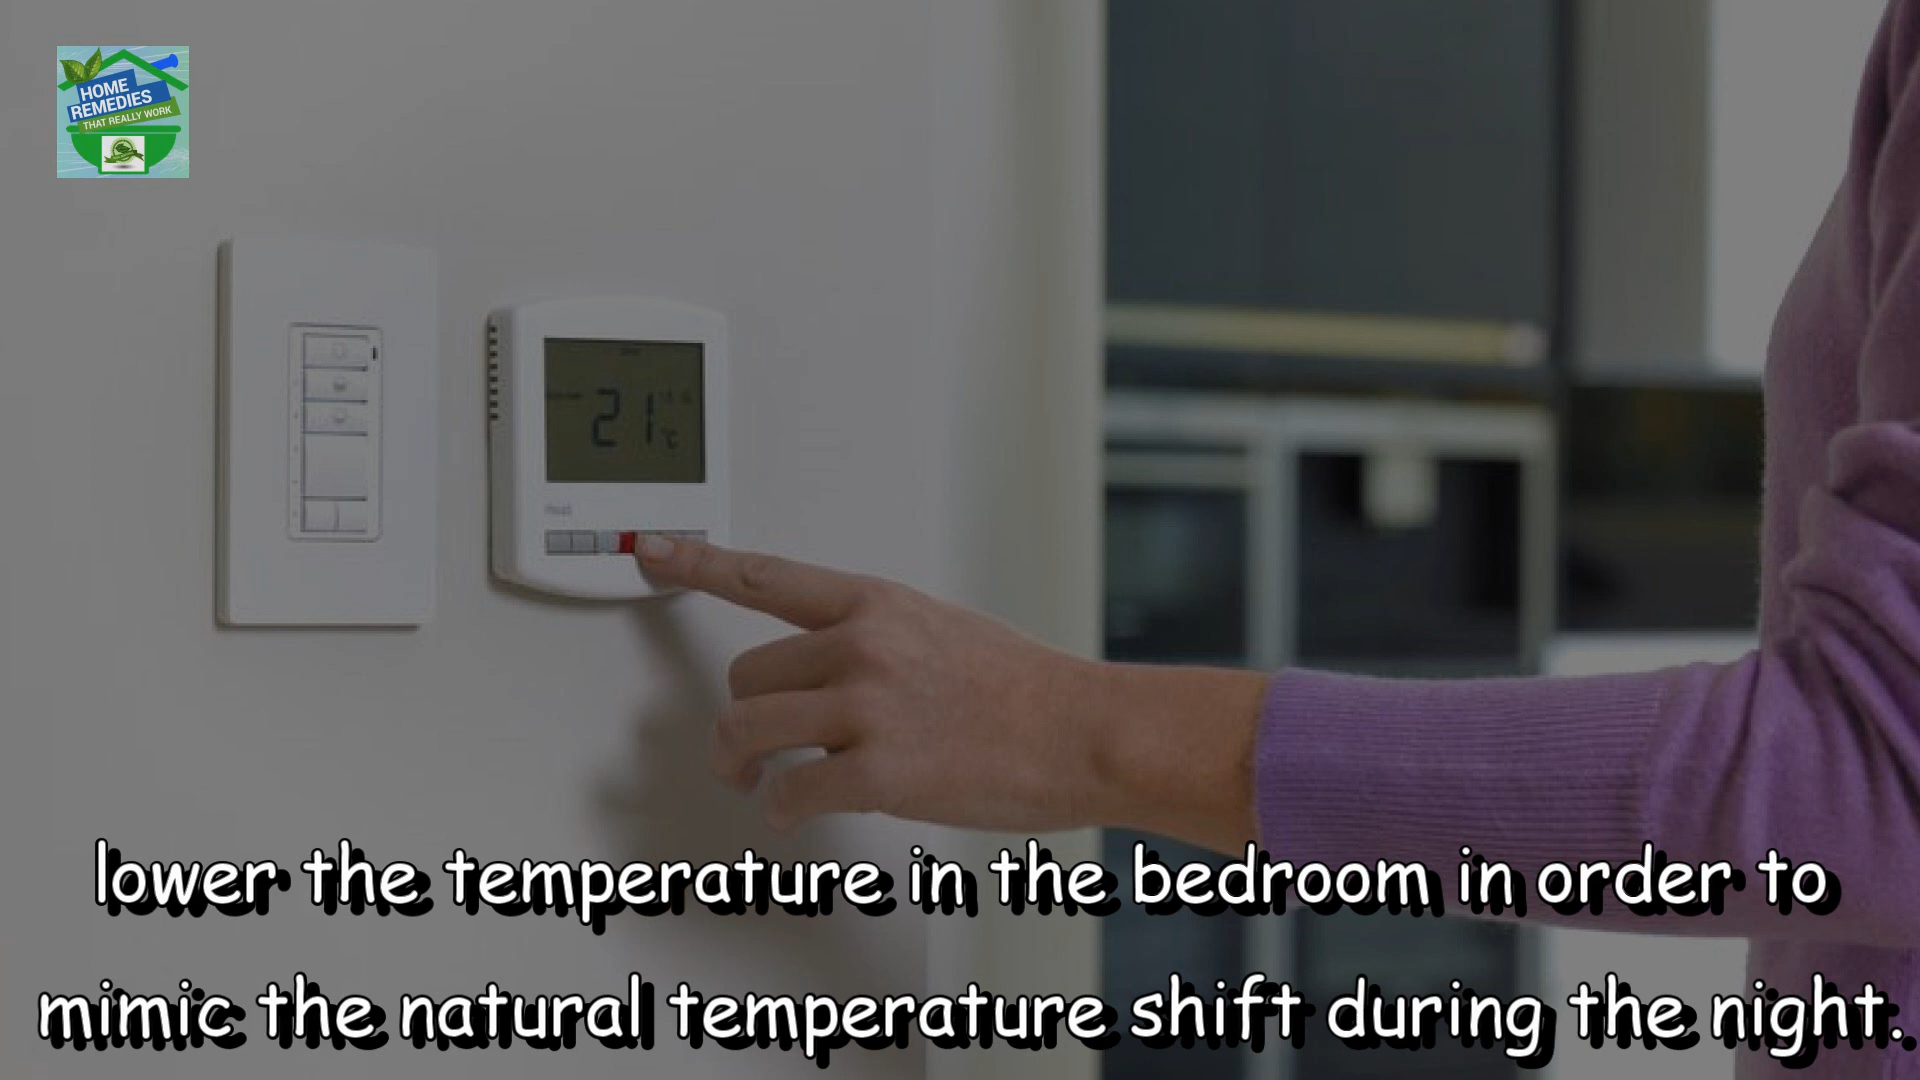 HOME
REMEDIES
THAT REALLY WORK
21 °C
lower the temperature in the bedroom in order to
mimic the natural temperature shift during the night.